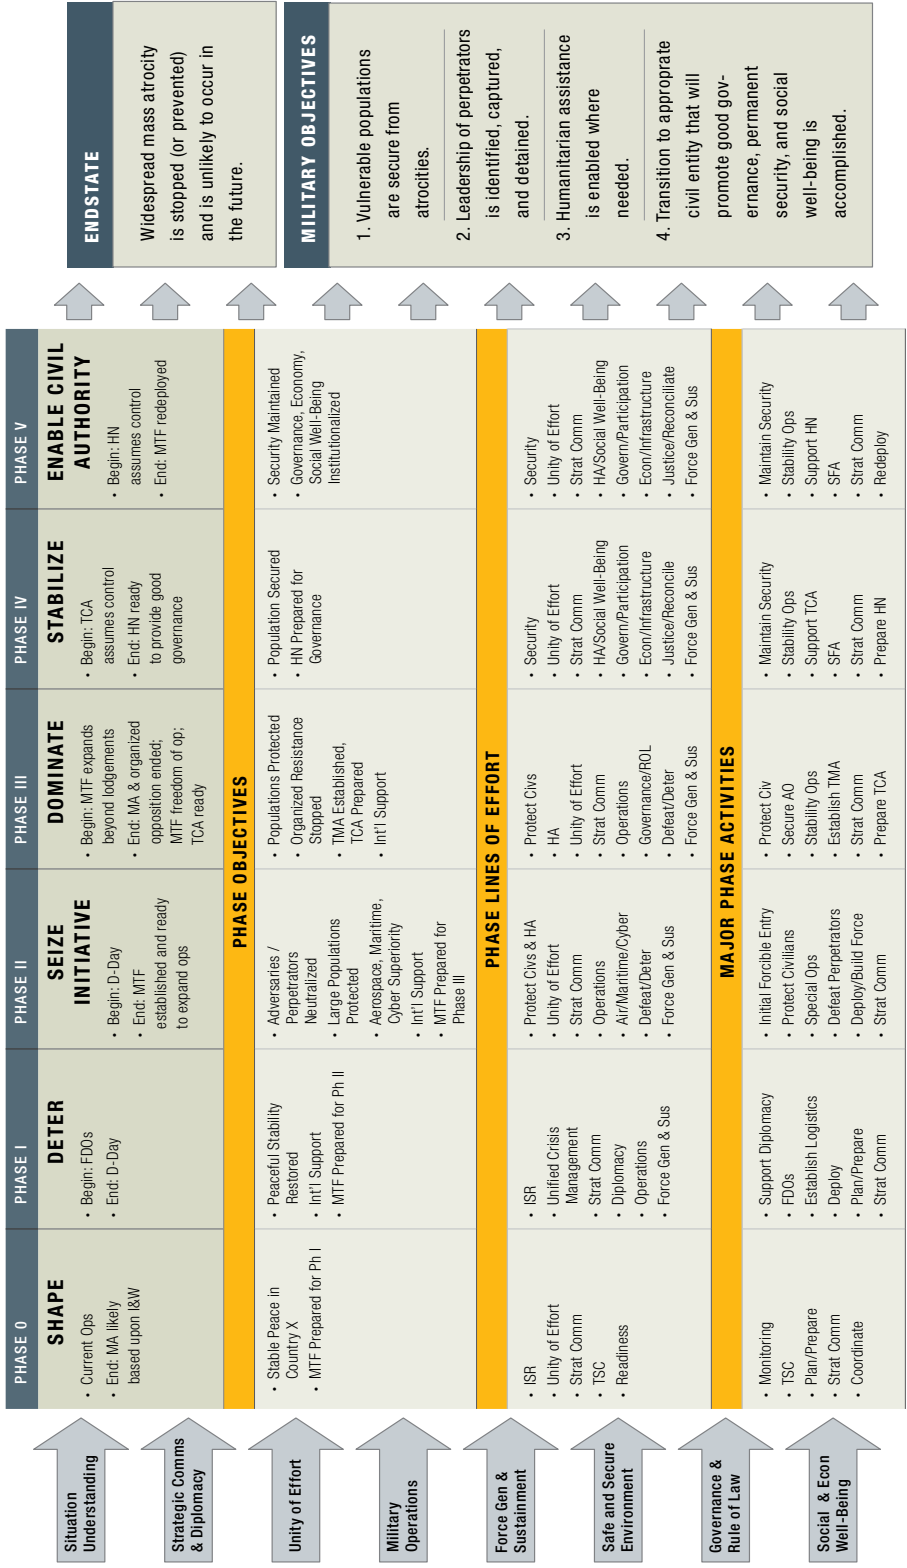 Situation
Understanding
Strategic Comms
& Diplomacy
Unity of Effort
Military
Operations
Force Gen &
Sustainment
Safe and Secure
Environment
Governance &
Rule of Law
Social & Econ
Well-Being
PHASE 0
PHASE I
PHASE II
PHASE III
PHASE IV
PHASE V
SHAPE
• Current Ops
• End: MA likely
based upon I&W
DETER
• Begin: FDOs
• End: D-Day
SEIZE
INITIATIVE
• Begin: D-Day
• End: MTF
established and ready
to expand ops
DOMINATE
• Begin: MTF expands
beyond lodgements
• End: MA & organized
opposition ended;
MTF freedom of op;
TCA ready
STABILIZE
• Begin: TCA
assumes control
• End: HN ready
to provide good
governance
ENABLE CIVIL
AUTHORITY
• Begin: HN
assumes control
• End: MTF redeployed
PHASE OBJECTIVES
• Stable Peace in
Country X
• MTF Prepared for Ph I
• Peaceful Stability
Restored
• Int'l Support
• MTF Prepared for Ph II
• Adversaries /
Perpetrators
Neutralized
• Large Populations
Protected
• Aerospace, Maritime,
Cyber Superiority
• Int'l Support
• MTF Prepared for
Phase III
• Populations Protected
• Organized Resistance
Stopped
• TMA Established,
TCA Prepared
• Int'l Support
• Population Secured
• HN Prepared for
Governance
• Security Maintained
• Governance, Economy,
Social Well-Being
Institutionalized
PHASE LINES OF EFFORT
• ISR
• Unity of Effort
• Strat Comm
• TSC
• Readiness
• ISR
• Unified Crisis
Management
• Strat Comm
• Diplomacy
• Operations
• Force Gen & Sus
• Protect Civs & HA
• Unity of Effort
• Strat Comm
• Operations
• Air/Maritime/Cyber
• Defeat/Deter
• Force Gen & Sus
• Protect Civs
• HA
• Unity of Effort
• Strat Comm
• Operations
• Governance/ROL
• Defeat/Deter
• Force Gen & Sus
• Security
• Unity of Effort
• Strat Comm
• HA/Social Well-Being
• Govern/Participation
• Econ/Infrastructure
• Justice/Reconcile
• Force Gen & Sus
• Security
• Unity of Effort
• Strat Comm
• HA/Social Well-Being
• Govern/Participation
• Econ/Infrastructure
• Justice/Reconciliate
• Force Gen & Sus
MAJOR PHASE ACTIVITIES
• Monitoring
• TSC
• Plan/Prepare
• Strat Comm
• Coordinate
• Support Diplomacy
• FDOs
• Establish Logistics
• Deploy
• Plan/Prepare
• Strat Comm
• Initial Forcible Entry
• Protect Civilians
• Special Ops
• Defeat Perpetrators
• Deploy/Build Force
• Strat Comm
• Protect Civ
• Secure AO
• Stability Ops
• Establish TMA
• Strat Comm
• Prepare TCA
• Maintain Security
• Stability Ops
• Support TCA
• SFA
• Strat Comm
• Prepare HN
• Maintain Security
• Stability Ops
• Support HN
• SFA
• Strat Comm
• Redeploy
ENDSTATE
Widespread mass atrocity
is stopped (or prevented)
and is unlikely to occur in
the future.
MILITARY OBJECTIVES
1. Vulnerable populations
are secure from
atrocities.
2. Leadership of perpetrators
is identified, captured,
and detained.
3. Humanitarian assistance
is enabled where
needed.
4. Transition to appropriate
civil entity that will
promote good gov-
ernance, permanent
security, and social
well-being is
accomplished.